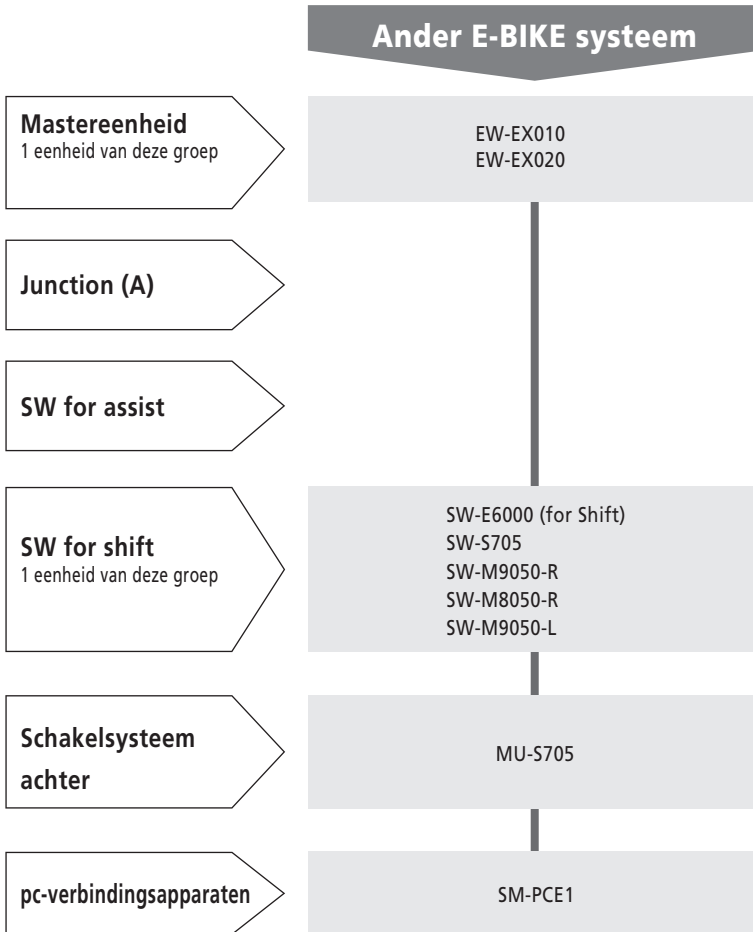 Ander E-BIKE systeem
Mastereenheid
1 eenheid van deze groep
EW-EX010
EW-EX020
Junction (A)
SW for assist
SW for shift
1 eenheid van deze groep
SW-E6000 (for Shift)
SW-S705
SW-M9050-R
SW-M8050-R
SW-M9050-L
Schakelsysteem
achter
MU-S705
pc-verbindingsapparaten
SM-PCE1